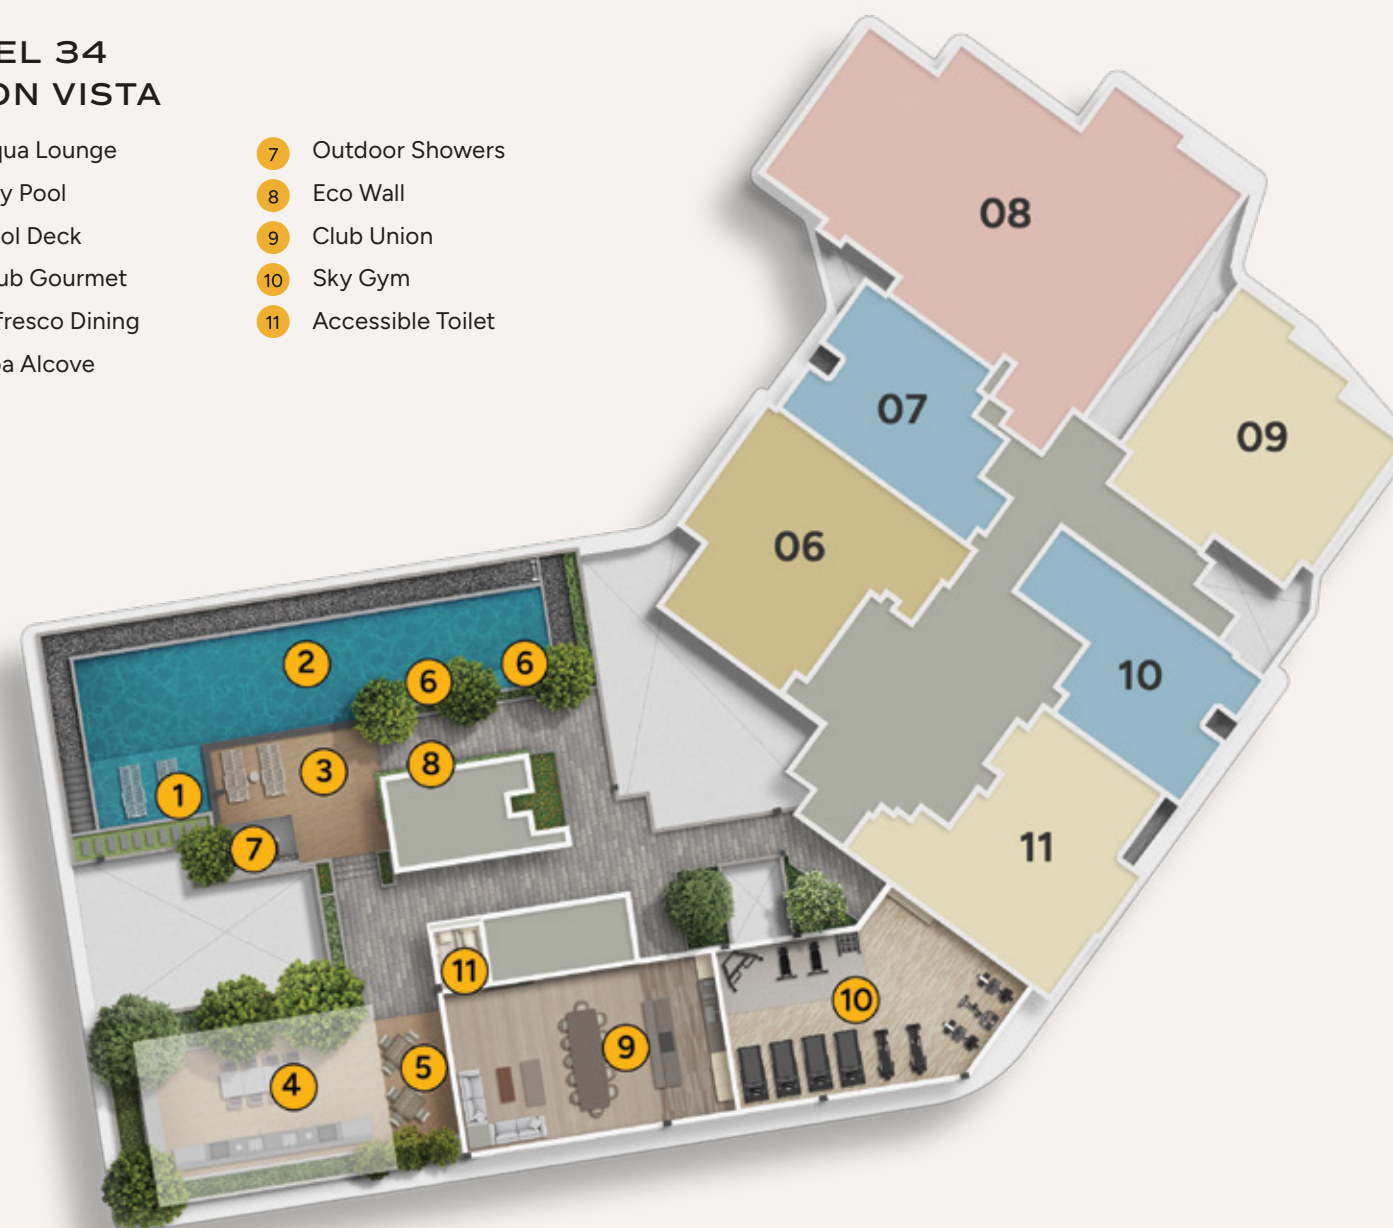 EL 34
ON VISTA
qua Lounge
y Pool
ol Deck
ub Gourmet
fresco Dining
a Alcove
7 Outdoor Showers
8 Eco Wall
9 Club Union
10 Sky Gym
11 Accessible Toilet
08
07
09
06
10
11
2
6
6
3
8
1
7
11
10
9
5
4